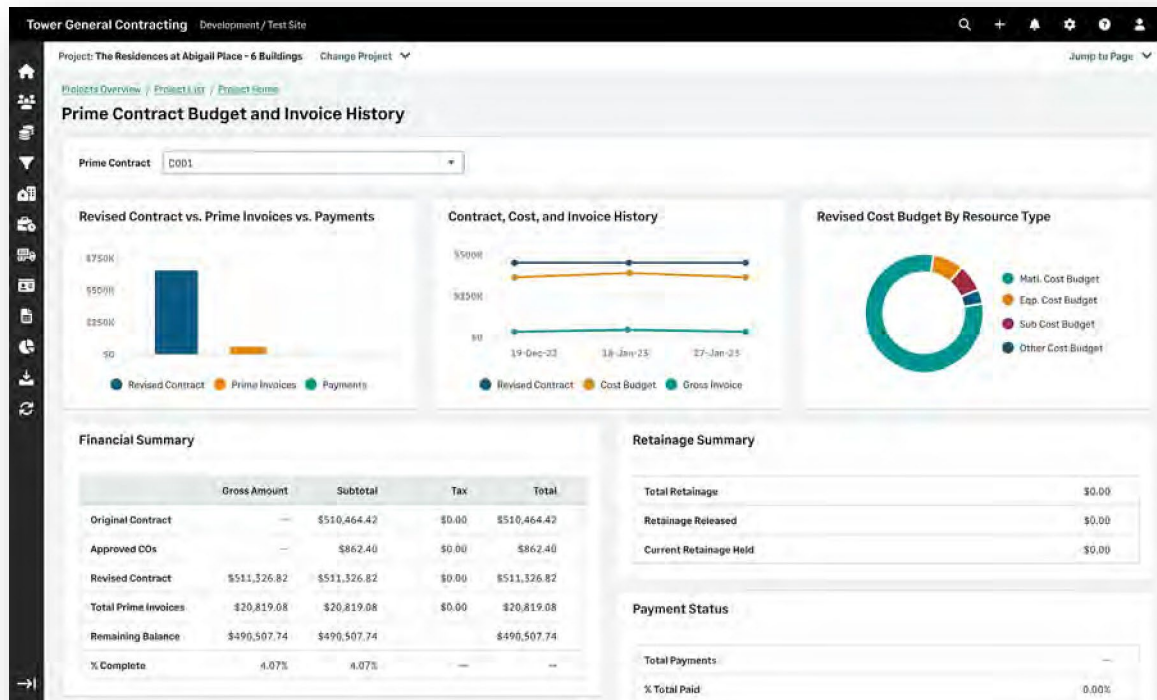 Tower General Contracting Development / Test Site
Project: The Residences at Abigail Place - 6 Buildings Change Project Jump to Page
Projects Overview / Project List / Project Home
Prime Contract Budget and Invoice History
Prime Contract C001
Revised Contract vs. Prime Invoices vs. Payments
$750K
$500K
$250K
$0
Revised Contract Prime Invoices Payments
Contract, Cost, and Invoice History
$500K
$250K
$0
19-Dec-22 18-Jan-23 27-Jan-23
Revised Contract Cost Budget Gross Invoice
Revised Cost Budget By Resource Type
Matl. Cost Budget
Eqp. Cost Budget
Sub Cost Budget
Other Cost Budget
Financial Summary
Gross Amount Subtotal Tax Total
Original Contract — $510,464.42 $0.00 $510,464.42
Approved COs — $862.40 $0.00 $862.40
Revised Contract $511,326.82 $511,326.82 $0.00 $511,326.82
Total Prime Invoices $20,819.08 $20,819.08 $0.00 $20,819.08
Remaining Balance $490,507.74 $490,507.74 $490,507.74
% Complete 4.07% 4.07% — —
Retainage Summary
Total Retainage $0.00
Retainage Released $0.00
Current Retainage Held $0.00
Payment Status
Total Payments —
% Total Paid 0.00%